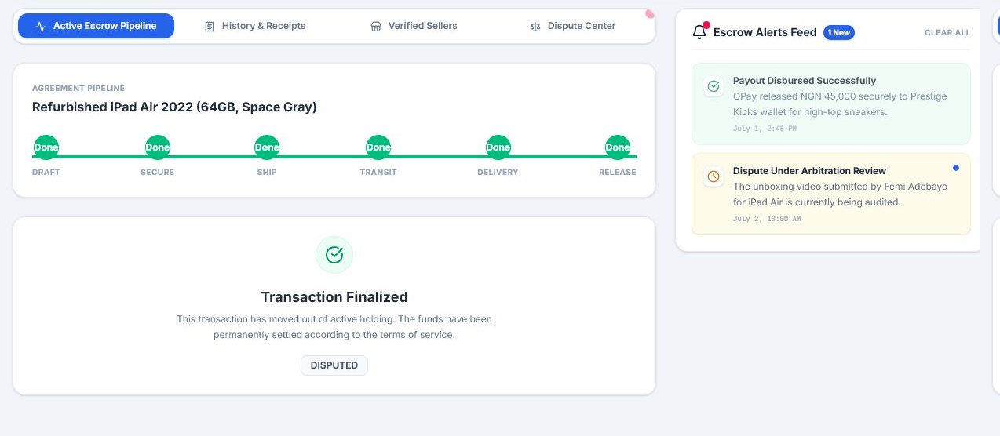 Active Escrow Pipeline
History & Receipts
Verified Sellers
Dispute Center
AGREEMENT PIPELINE
Refurbished iPad Air 2022 (64GB, Space Gray)
Done Done Done Done Done Done
DRAFT SECURE SHIP TRANSIT DELIVERY RELEASE
Transaction Finalized
This transaction has moved out of active holding. The funds have been
permanently settled according to the terms of service.
DISPUTED
Escrow Alerts Feed 1 New CLEAR ALL
Payout Disbursed Successfully
OPay released NGN 45,000 securely to Prestige
Kicks wallet for high-top sneakers.
July 1, 2:45 PM
Dispute Under Arbitration Review
The unboxing video submitted by Femi Adebayo
for iPad Air is currently being audited.
July 2, 10:00 AM